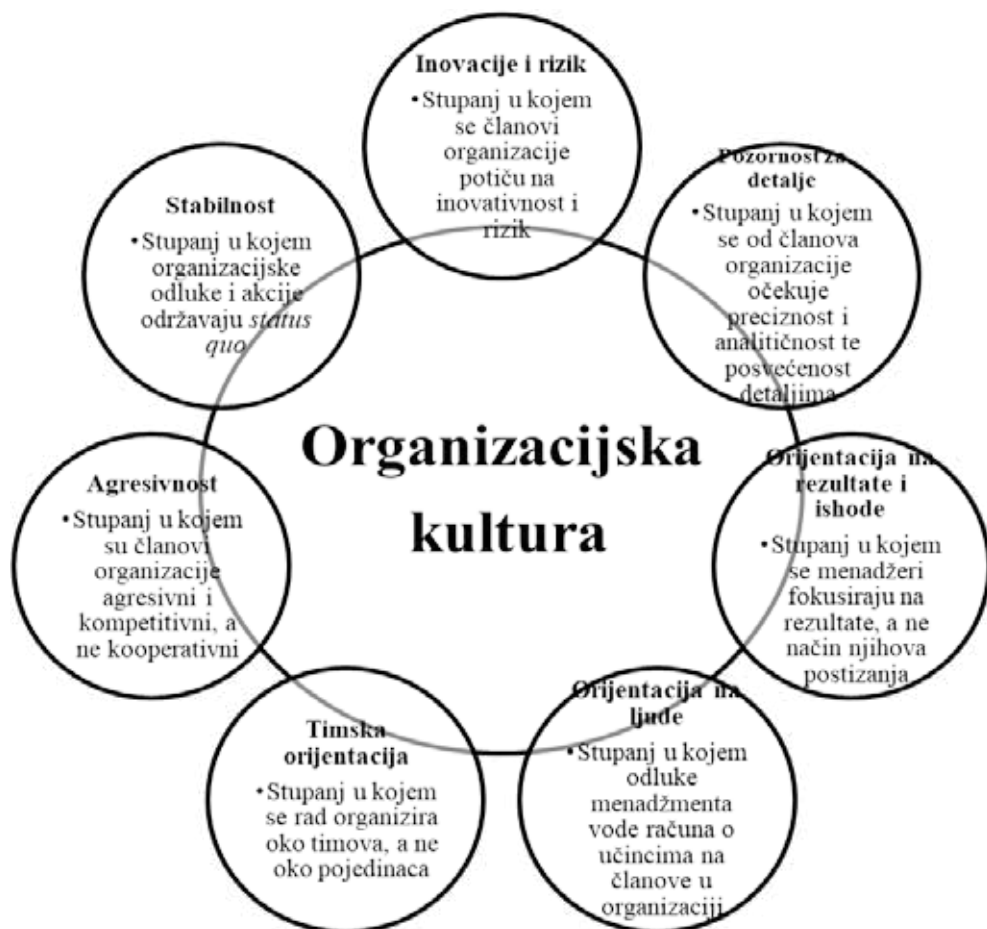 Inovacije i rizik
•Stupanj u kojem
se članovi
organizacije
potiču na
inovativnost i
rizik
Pozornost za
detalje
•Stupanj u kojem
se od članova
organizacije
očekuje
preciznost i
analitičnost te
posvećenost
detaljima
Orijentacija na
rezultate i
ishode
•Stupanj u kojem
se menadžeri
fokusiraju na
rezultate, a ne
način njihova
postizanja
Orijentacija na
ljude
•Stupanj u kojem
odluke
menadžmenta
vode računa o
učincima na
članove u
organizaciji
Timska
orijentacija
•Stupanj u kojem
se rad organizira
oko timova, a ne
oko pojedinaca
Agresivnost
•Stupanj u kojem
su članovi
organizacije
agresivni i
kompetitivni, a
ne kooperativni
Stabilnost
•Stupanj u kojem
organizacijske
odluke i akcije
održavaju status
quo
Organizacijska
kultura